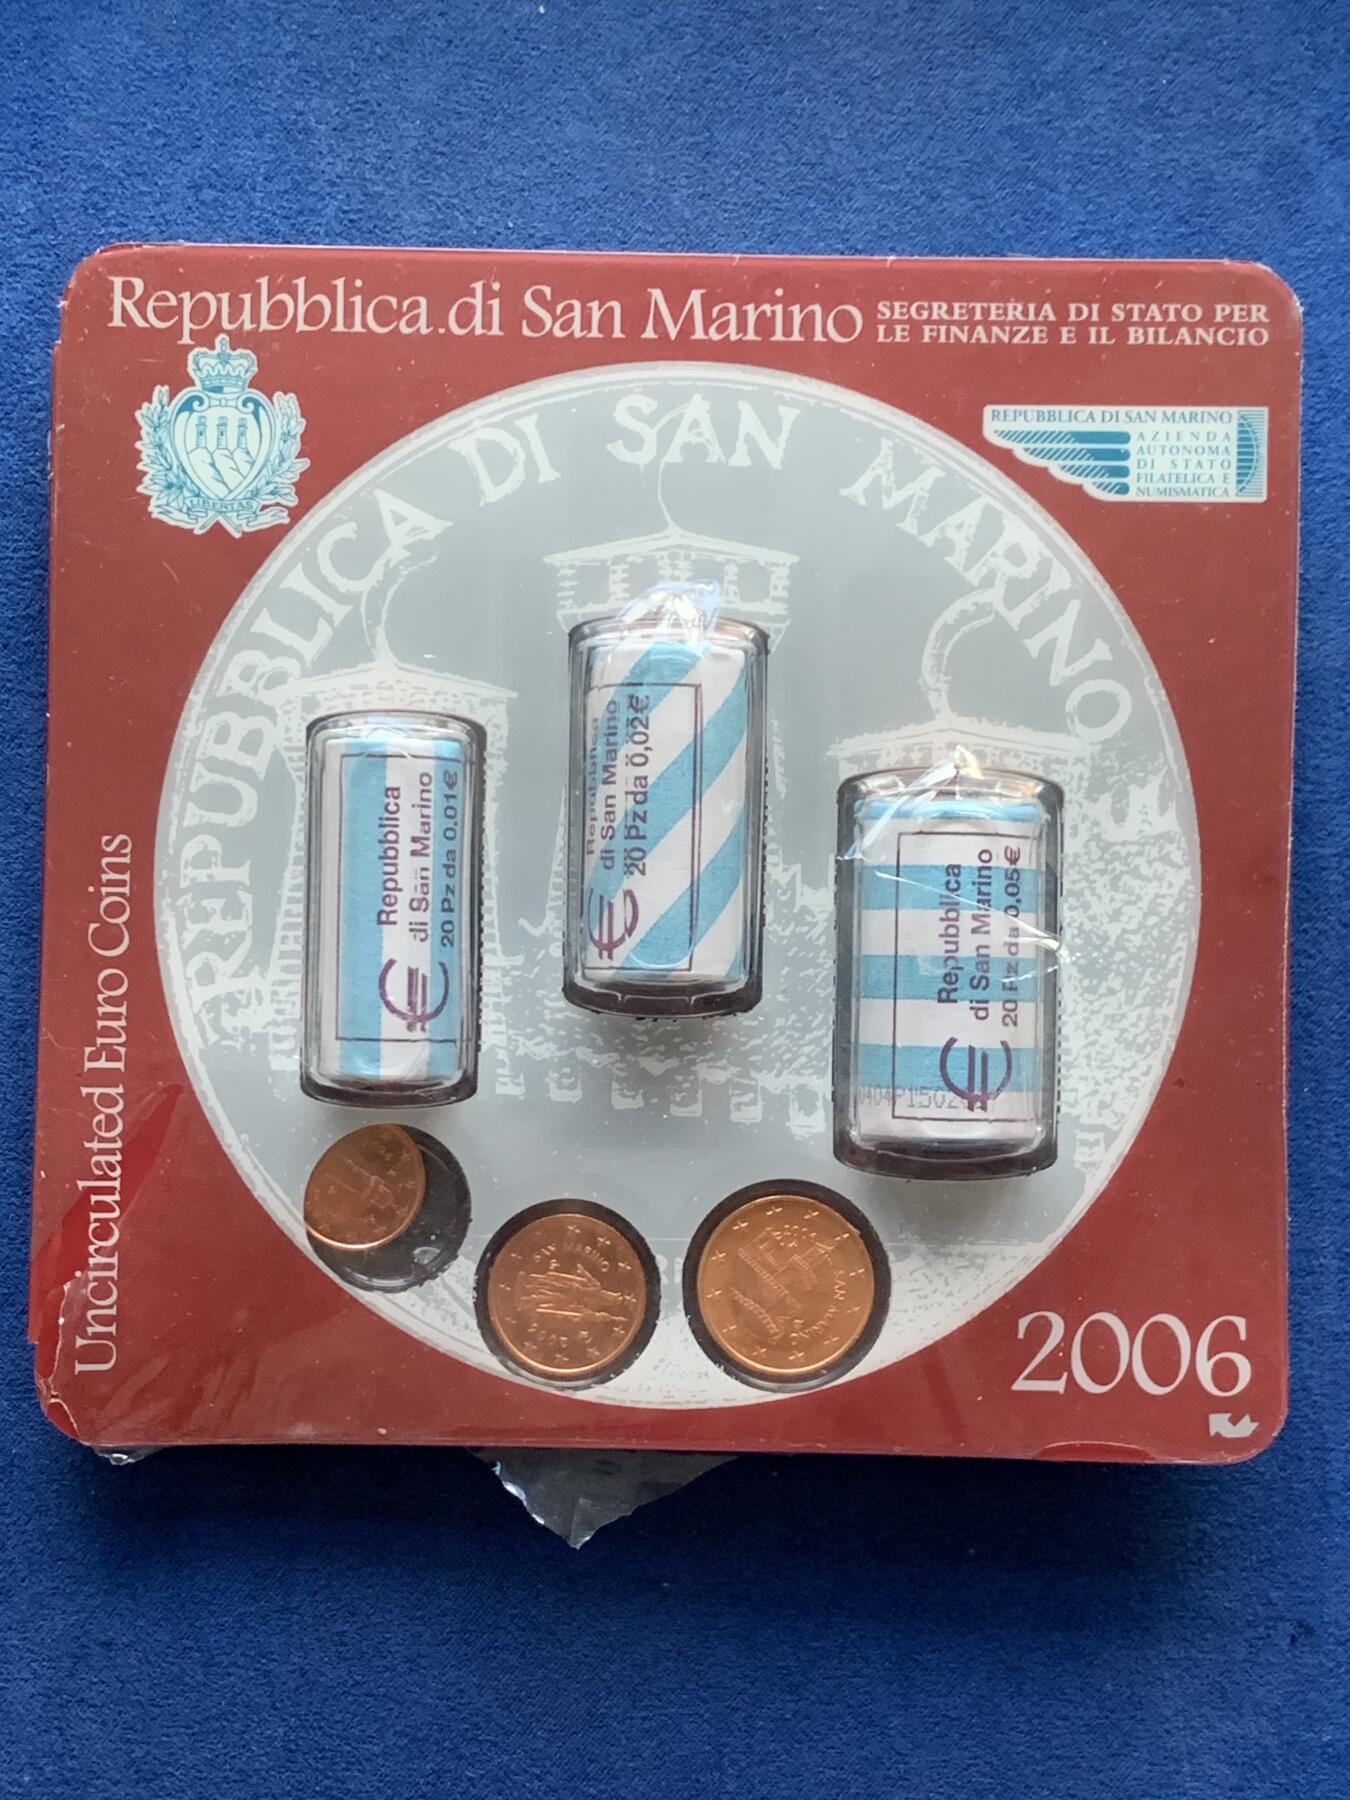 Repubblica di San Marino
SEGRETERIA DI STATO PER
LE FINANZE E IL BILANCIO
LIBERTAS
REPUBBLICA DI SAN MARINO
AZIENDA
AUTONOMA
DI STATO
FILATELICA E
NUMISMATICA
REPUBBLICA DI SAN MARINO
Repubblica
di San Marino
20 Pz da 0,01€
€
Repubblica
di San Marino
20 Pz da 0,02€
€
Repubblica
di San Marino
20 Pz da 0,05€
€
Uncirculated Euro Coins
SAN MARINO
2006
SAN MARINO
2006